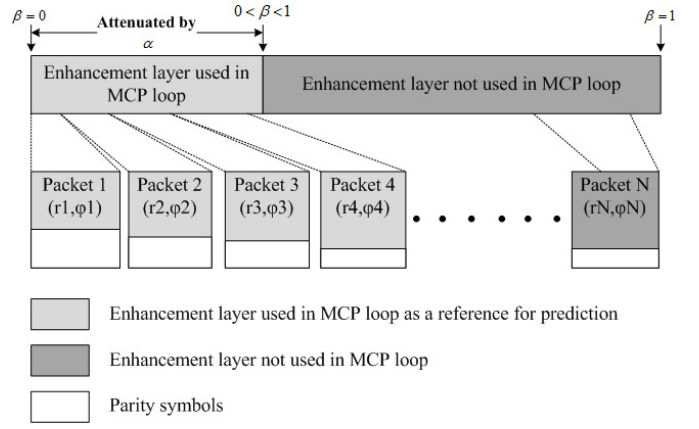 β = 0
Attenuated by
α
0 < β < 1
β = 1
Enhancement layer used in
MCP loop
Enhancement layer not used in MCP loop
Packet 1
(r1,φ1)
Packet 2
(r2,φ2)
Packet 3
(r3,φ3)
Packet 4
(r4,φ4)
Packet N
(rN,φN)
Enhancement layer used in MCP loop as a reference for prediction
Enhancement layer not used in MCP loop
Parity symbols